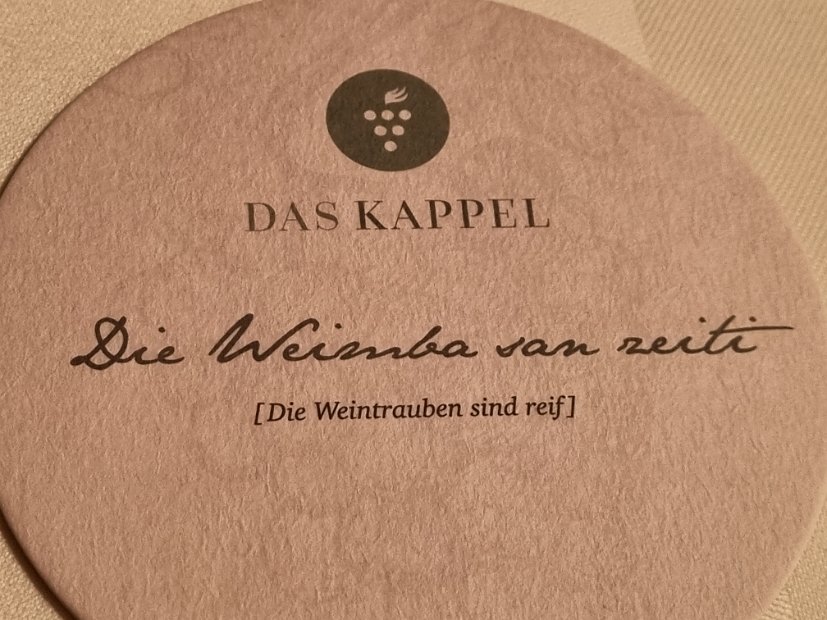 DAS KAPPEL
Die Weimba san zeiti
[Die Weintrauben sind reif]